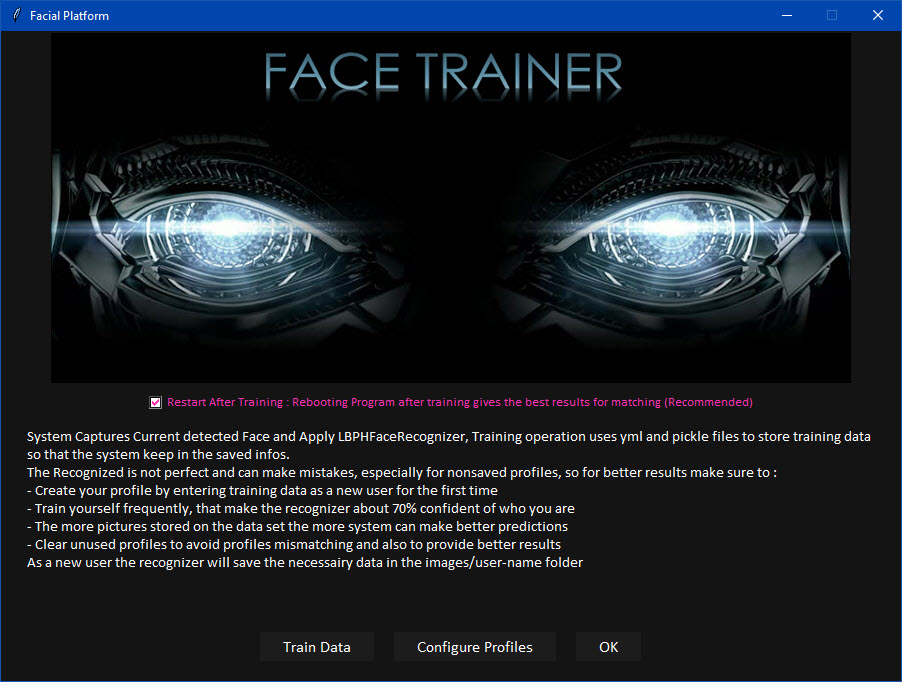 Facial Platform
FACE TRAINER
Restart After Training : Rebooting Program after training gives the best results for matching (Recommended)
System Captures Current detected Face and Apply LBPHFaceRecognizer, Training operation uses yml and pickle files to store training data
so that the system keep in the saved infos.
The Recognized is not perfect and can make mistakes, especially for nonsaved profiles, so for better results make sure to :
- Create your profile by entering training data as a new user for the first time
- Train yourself frequently, that make the recognizer about 70% confident of who you are
- The more pictures stored on the data set the more system can make better predictions
- Clear unused profiles to avoid profiles mismatching and also to provide better results
As a new user the recognizer will save the necessairy data in the images/user-name folder
Train Data Configure Profiles OK